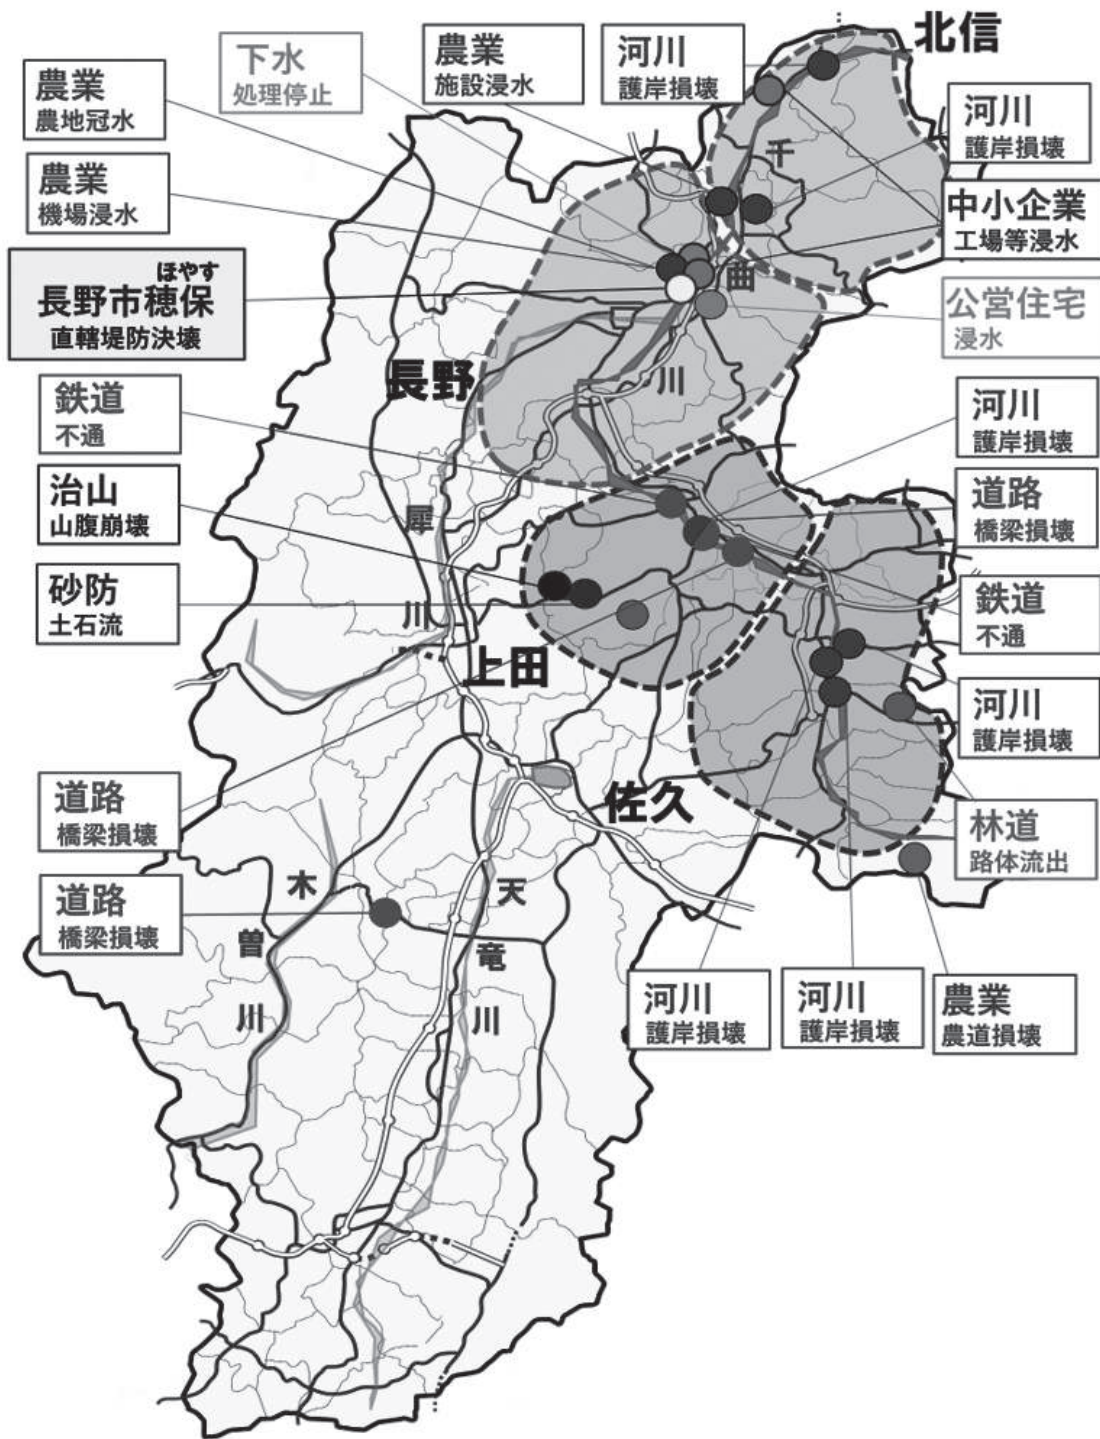 北信
下水
処理停止
農業
施設浸水
河川
護岸損壊
農業
農地冠水
河川
護岸損壊
農業
機場浸水
中小企業
工場等浸水
ほやす
長野市穂保
直轄堤防決壊
公営住宅
浸水
千
曲
川
長野
鉄道
不通
河川
護岸損壊
治山
山腹崩壊
道路
橋梁損壊
犀
川
砂防
土石流
鉄道
不通
上田
河川
護岸損壊
道路
橋梁損壊
佐久
林道
路体流出
道路
橋梁損壊
木
曽
川
天
竜
川
河川
護岸損壊
河川
護岸損壊
農業
農道損壊